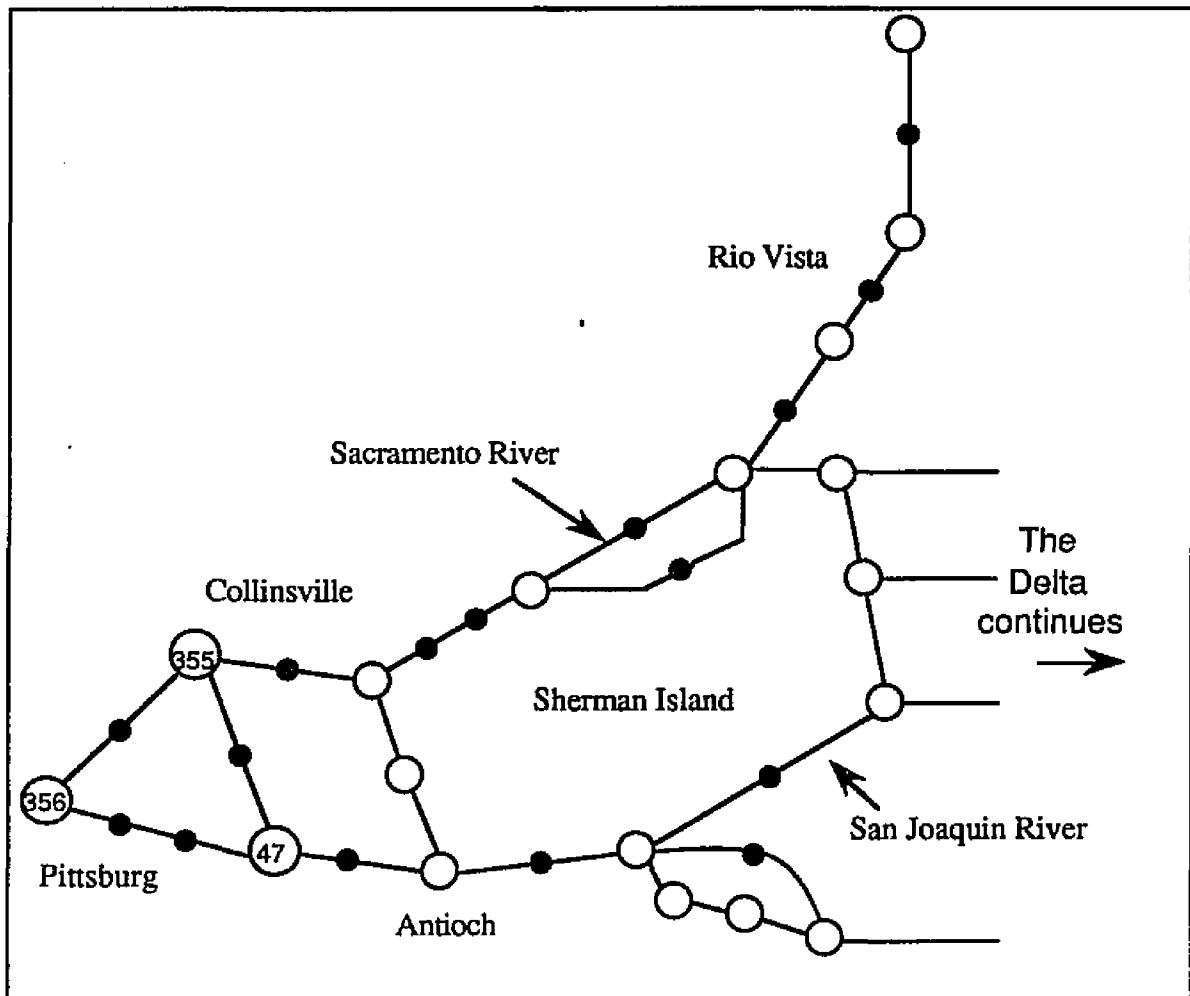 Rio Vista
Sacramento River
The
Delta
continues
Collinsville
355
Sherman Island
356
47
San Joaquin River
Pittsburg
Antioch